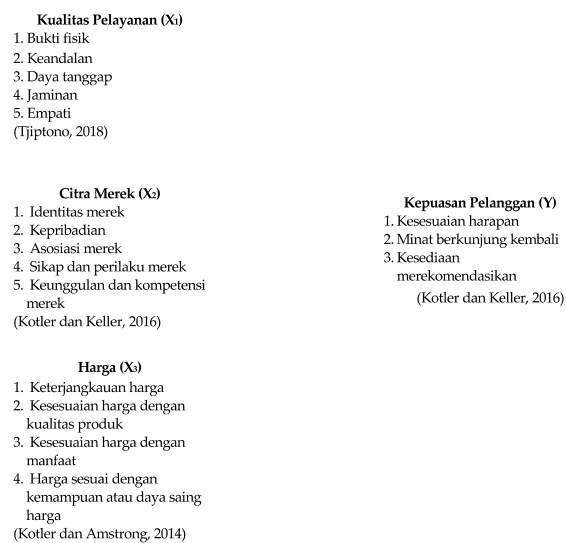 Kualitas Pelayanan (X₁)
1. Bukti fisik
2. Keandalan
3. Daya tanggap
4. Jaminan
5. Empati
(Tjiptono, 2018)
Citra Merek (X₂)
1. Identitas merek
2. Kepribadian
3. Asosiasi merek
4. Sikap dan perilaku merek
5. Keunggulan dan kompetensi
merek
(Kotler dan Keller, 2016)
Harga (X₃)
1. Keterjangkauan harga
2. Kesesuaian harga dengan
kualitas produk
3. Kesesuaian harga dengan
manfaat
4. Harga sesuai dengan
kemampuan atau daya saing
harga
(Kotler dan Amstrong, 2014)
Kepuasan Pelanggan (Y)
1. Kesesuaian harapan
2. Minat berkunjung kembali
3. Kesediaan
merekomendasikan
(Kotler dan Keller, 2016)